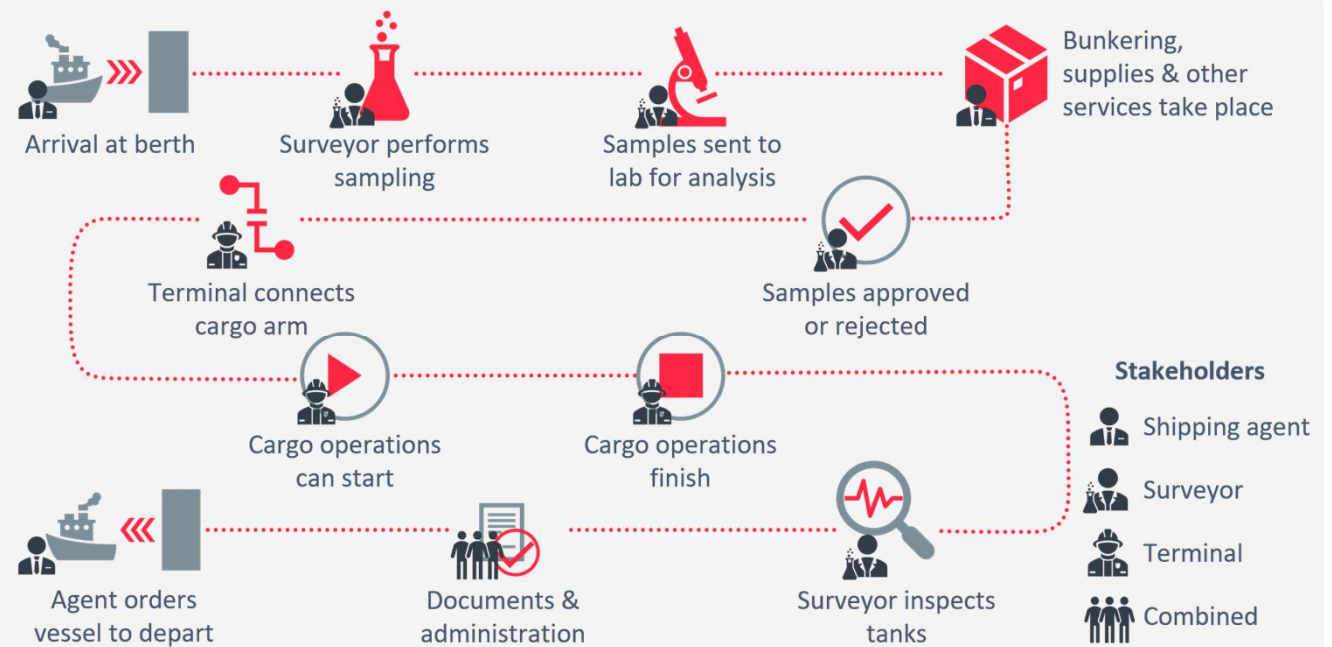 Arrival at berth
Surveyor performs
sampling
Samples sent to
lab for analysis
Bunkering,
supplies & other
services take place
Terminal connects
cargo arm
Samples approved
or rejected
Cargo operations
can start
Cargo operations
finish
Agent orders
vessel to depart
Documents &
administration
Surveyor inspects
tanks
Stakeholders
Shipping agent
Surveyor
Terminal
Combined